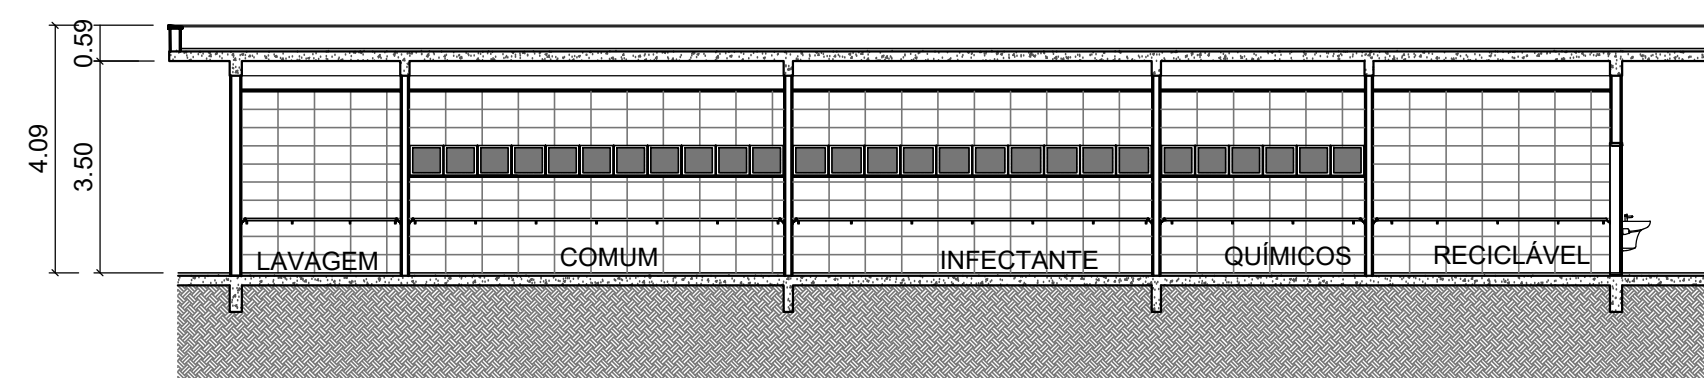 0.59
4.09
3.50
LAVAGEM
COMUM
INFECTANTE
QUÍMICOS
RECICLÁVEL